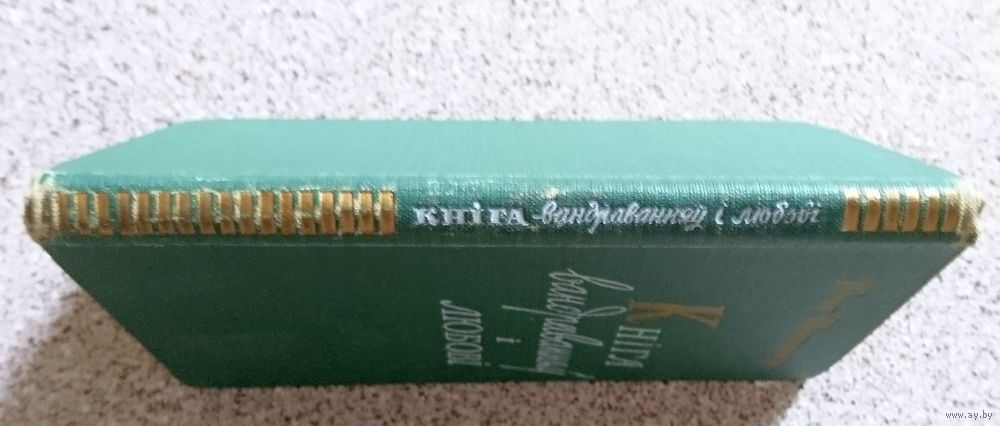 КНІГА вандраванняў і любові
Кніга
вандраванняў
і
любові
www.ay.by